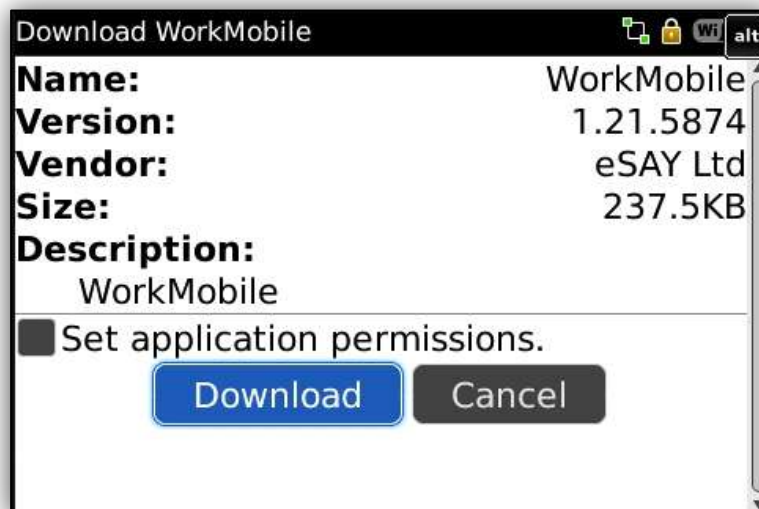 Download WorkMobile Wi alt
Name: WorkMobile
Version: 1.21.5874
Vendor: eSAY Ltd
Size: 237.5KB
Description:
WorkMobile
Set application permissions.
Download Cancel